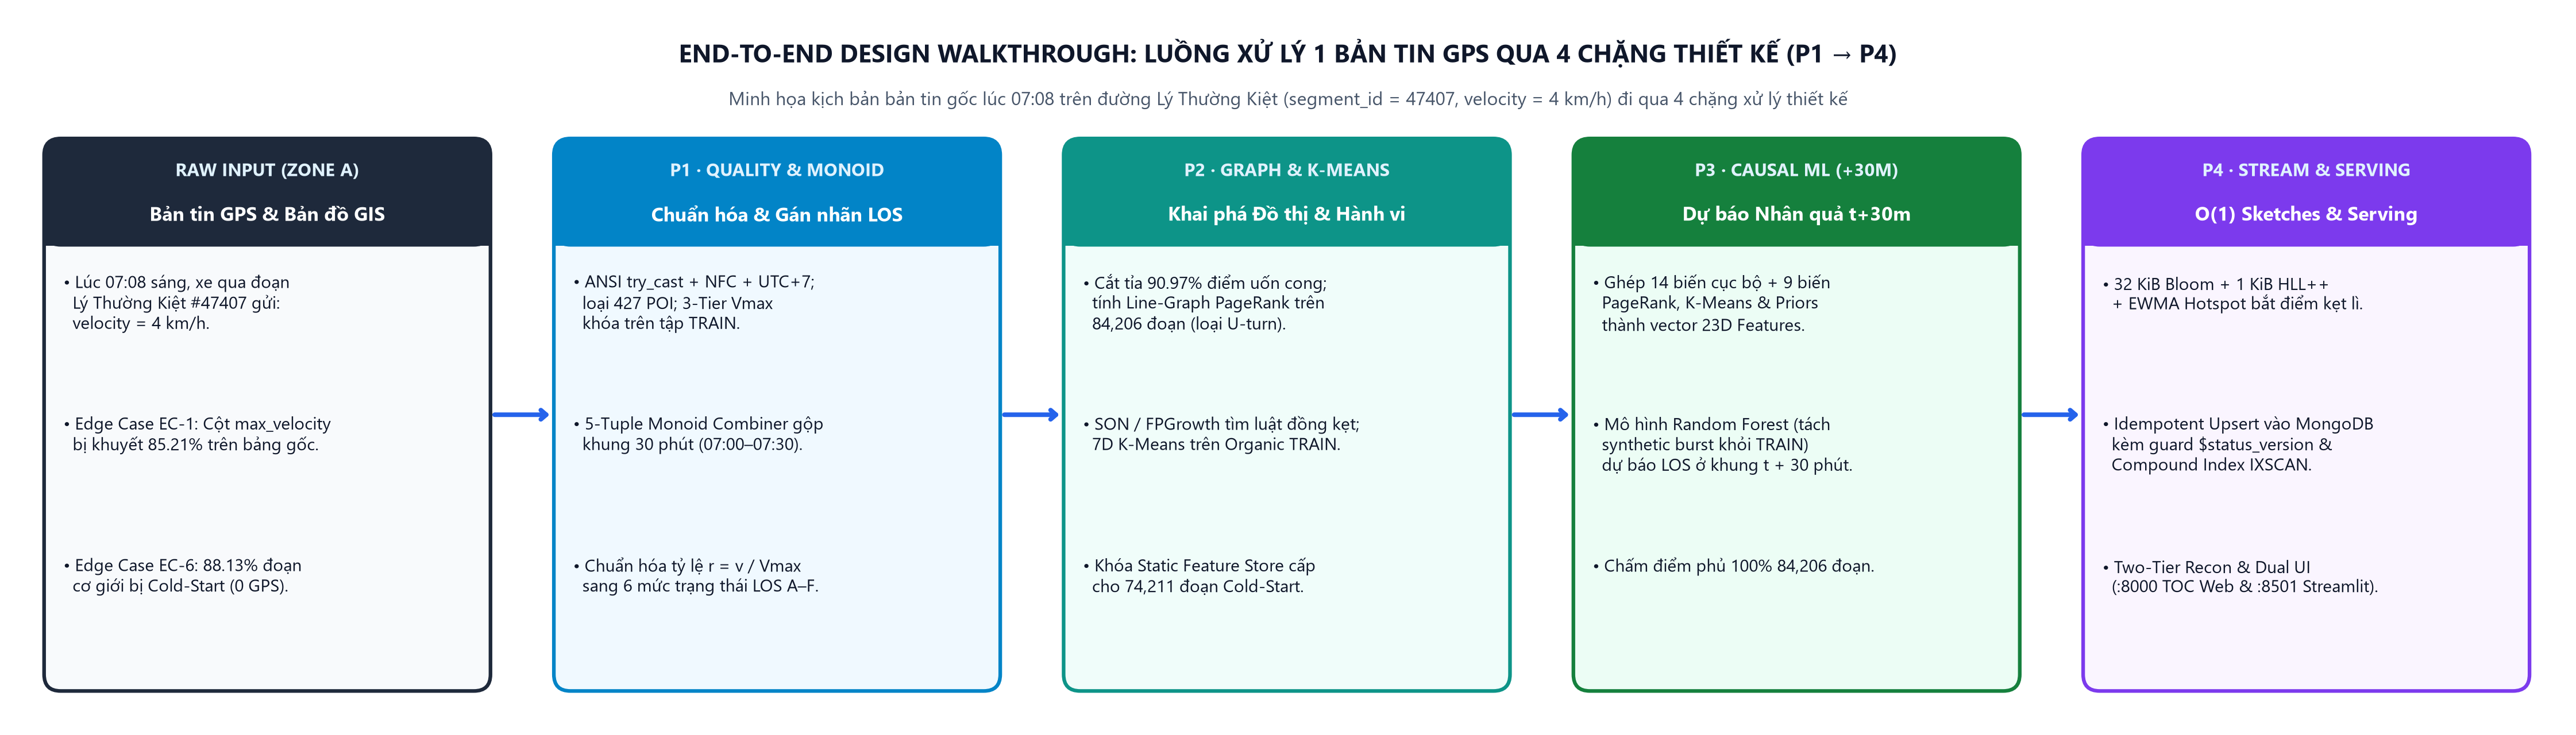 END-TO-END DESIGN WALKTHROUGH: LUỒNG XỬ LÝ 1 BẢN TIN GPS QUA 4 CHẶNG THIẾT KẾ (P1 → P4)
Minh họa kịch bản bản tin gốc lúc 07:08 trên đường Lý Thường Kiệt (segment_id = 47407, velocity = 4 km/h) đi qua 4 chặng xử lý thiết kế
RAW INPUT (ZONE A)
Bản tin GPS & Bản đồ GIS
• Lúc 07:08 sáng, xe qua đoạn
Lý Thường Kiệt #47407 gửi:
velocity = 4 km/h.
• Edge Case EC-1: Cột max_velocity
bị khuyết 85.21% trên bảng gốc.
• Edge Case EC-6: 88.13% đoạn
cơ giới bị Cold-Start (0 GPS).
P1 · QUALITY & MONOID
Chuẩn hóa & Gán nhãn LOS
• ANSI try_cast + NFC + UTC+7;
loại 427 POI; 3-Tier Vmax
khóa trên tập TRAIN.
• 5-Tuple Monoid Combiner gộp
khung 30 phút (07:00–07:30).
• Chuẩn hóa tỷ lệ r = v / Vmax
sang 6 mức trạng thái LOS A–F.
P2 · GRAPH & K-MEANS
Khai phá Đồ thị & Hành vi
• Cắt tỉa 90.97% điểm uốn cong;
tính Line-Graph PageRank trên
84,206 đoạn (loại U-turn).
• SON / FPGrowth tìm luật đồng kẹt;
7D K-Means trên Organic TRAIN.
• Khóa Static Feature Store cấp
cho 74,211 đoạn Cold-Start.
P3 · CAUSAL ML (+30M)
Dự báo Nhân quả t+30m
• Ghép 14 biến cục bộ + 9 biến
PageRank, K-Means & Priors
thành vector 23D Features.
• Mô hình Random Forest (tách
synthetic burst khỏi TRAIN)
dự báo LOS ở khung t + 30 phút.
• Chấm điểm phủ 100% 84,206 đoạn.
P4 · STREAM & SERVING
O(1) Sketches & Serving
• 32 KiB Bloom + 1 KiB HLL++
+ EWMA Hotspot bắt điểm kẹt lì.
• Idempotent Upsert vào MongoDB
kèm guard $status_version &
Compound Index IXSCAN.
• Two-Tier Recon & Dual UI
(:8000 TOC Web & :8501 Streamlit).